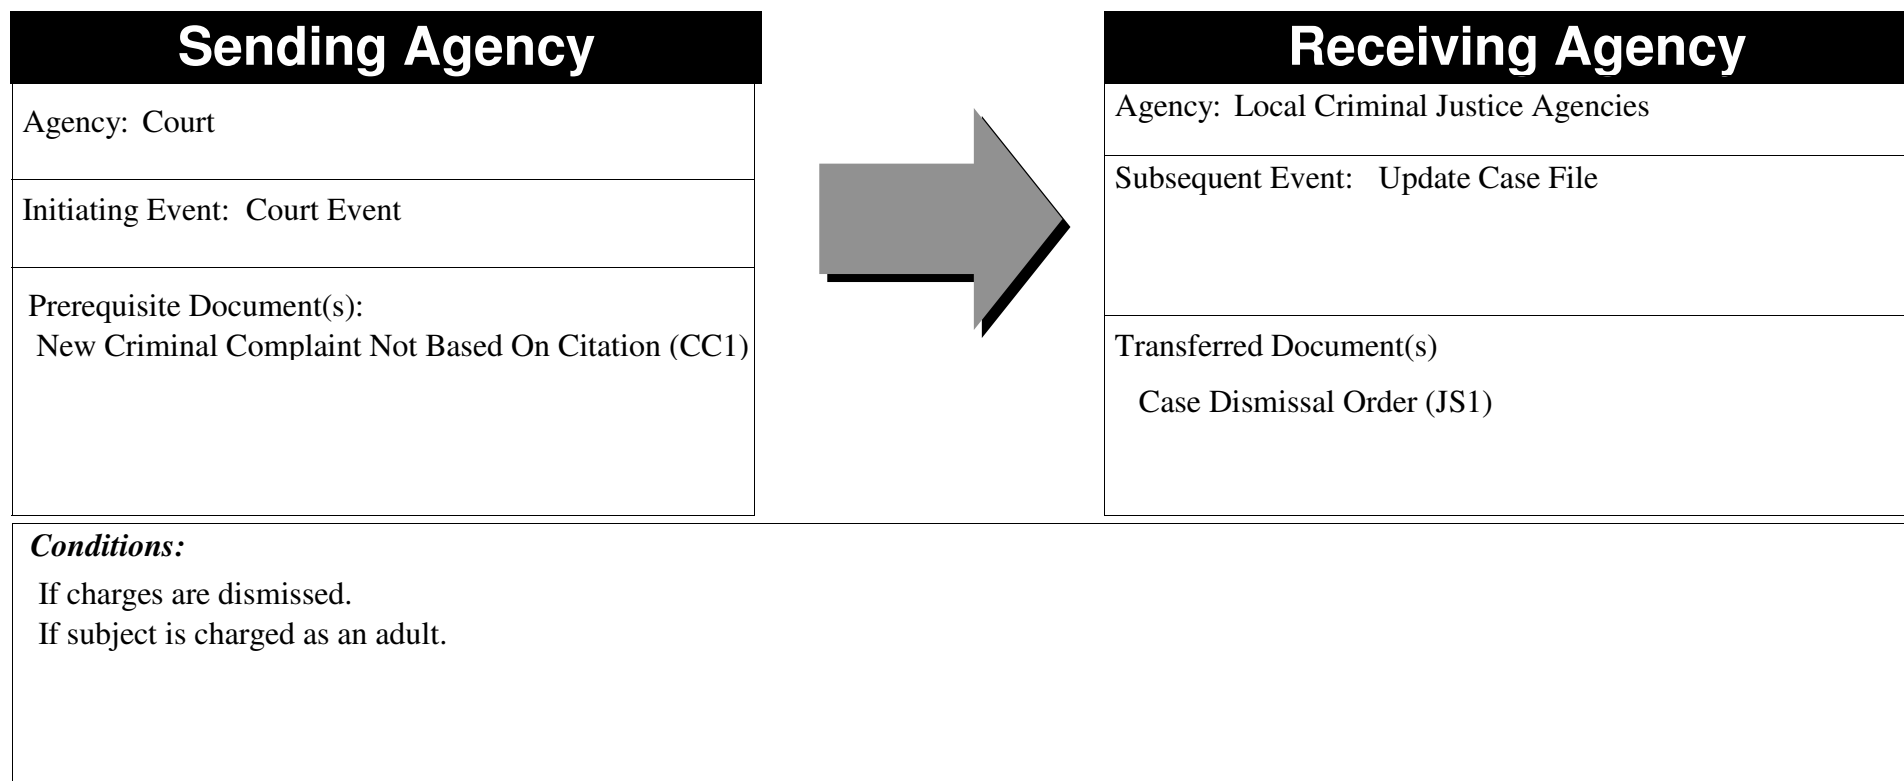 Sending Agency
Agency: Court
Initiating Event: Court Event
Prerequisite Document(s):
New Criminal Complaint Not Based On Citation (CC1)
Receiving Agency
Agency: Local Criminal Justice Agencies
Subsequent Event: Update Case File
Transferred Document(s)
Case Dismissal Order (JS1)
Conditions:
If charges are dismissed.
If subject is charged as an adult.